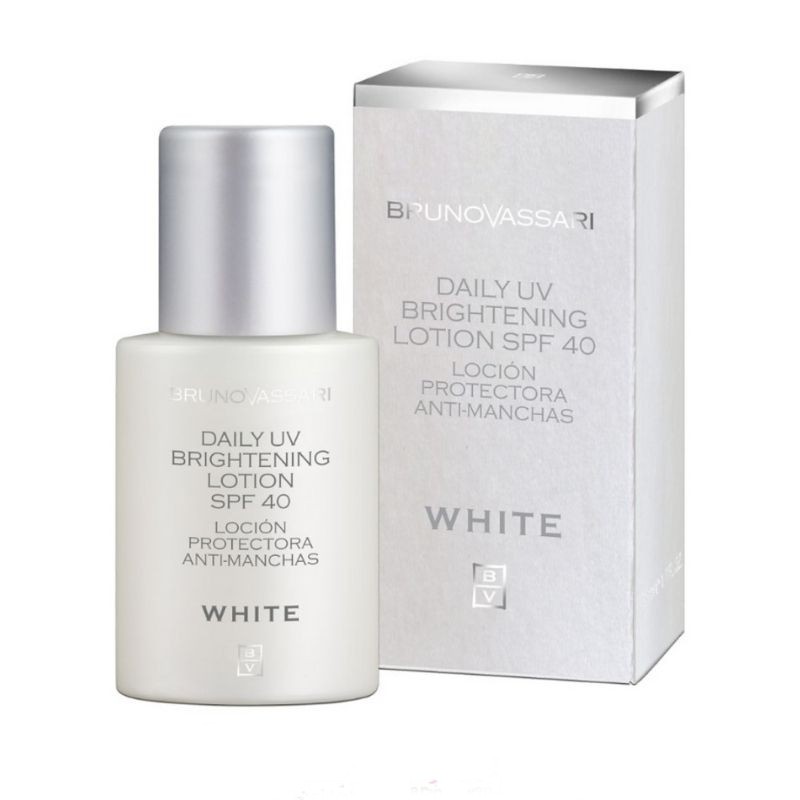 BRUNOVASSARI
DAILY UV
BRIGHTENING
LOTION
SPF 40
LOCIÓN
PROTECTORA
ANTI-MANCHAS
WHITE
B
V
BRUNOVASSARI
DAILY UV
BRIGHTENING
LOTION SPF 40
LOCIÓN
PROTECTORA
ANTI-MANCHAS
WHITE
B
V